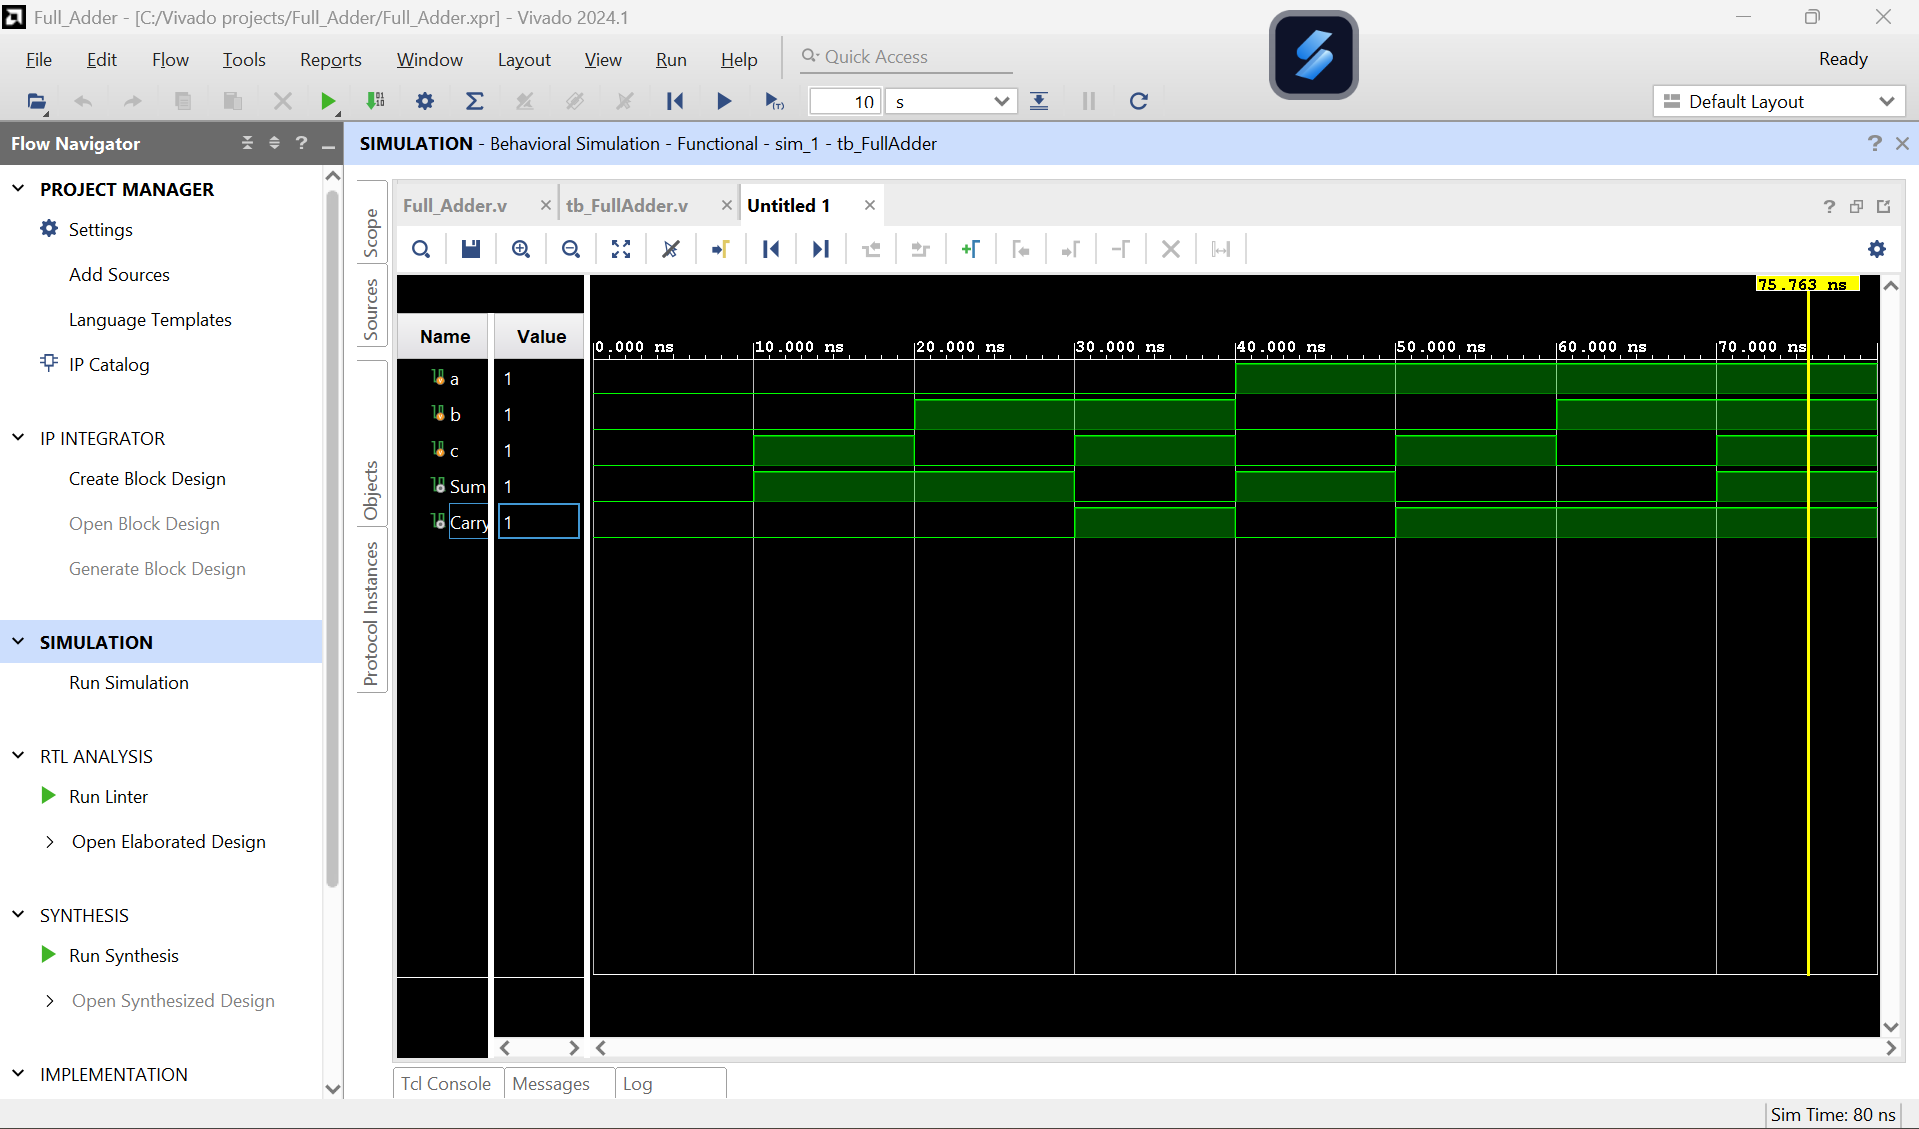 Full_Adder - [C:/Vivado projects/Full_Adder/Full_Adder.xpr] - Vivado 2024.1
File Edit Flow Tools Reports Window Layout View Run Help Quick Access Ready
10 s Default Layout
Flow Navigator
SIMULATION - Behavioral Simulation - Functional - sim_1 - tb_FullAdder
PROJECT MANAGER
Settings
Add Sources
Language Templates
IP Catalog
IP INTEGRATOR
Create Block Design
Open Block Design
Generate Block Design
SIMULATION
Run Simulation
RTL ANALYSIS
Run Linter
Open Elaborated Design
SYNTHESIS
Run Synthesis
Open Synthesized Design
IMPLEMENTATION
Scope
Sources
Objects
Protocol Instances
Full_Adder.v tb_FullAdder.v Untitled 1
75.763 ns
Name Value
0.000 ns 10.000 ns 20.000 ns 30.000 ns 40.000 ns 50.000 ns 60.000 ns 70.000 ns
a 1
b 1
c 1
Sum 1
Carry 1
Tcl Console Messages Log
Sim Time: 80 ns